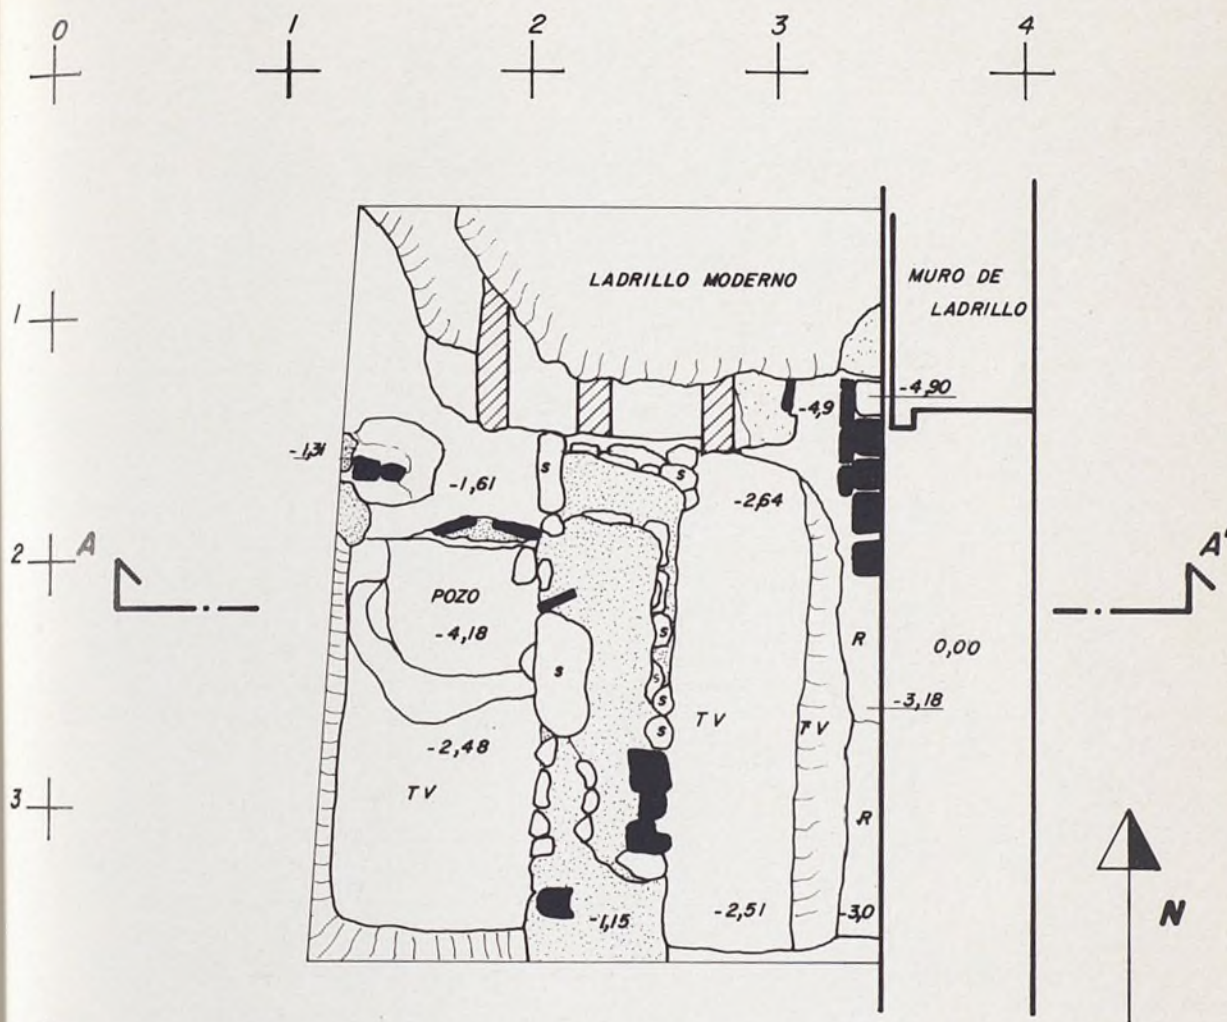 0 1 2 3 4
LADRILLO MODERNO
MURO DE
LADRILLO
1
-4,90
-4,9
-1,31
S
S
-1,61
-2,64
2
A
A'
POZO
-4,18
S
R
0,00
S
S
S
-3,18
S
TV
TV
-2,48
TV
3
R
-1,15
-2,51
-3,0
N